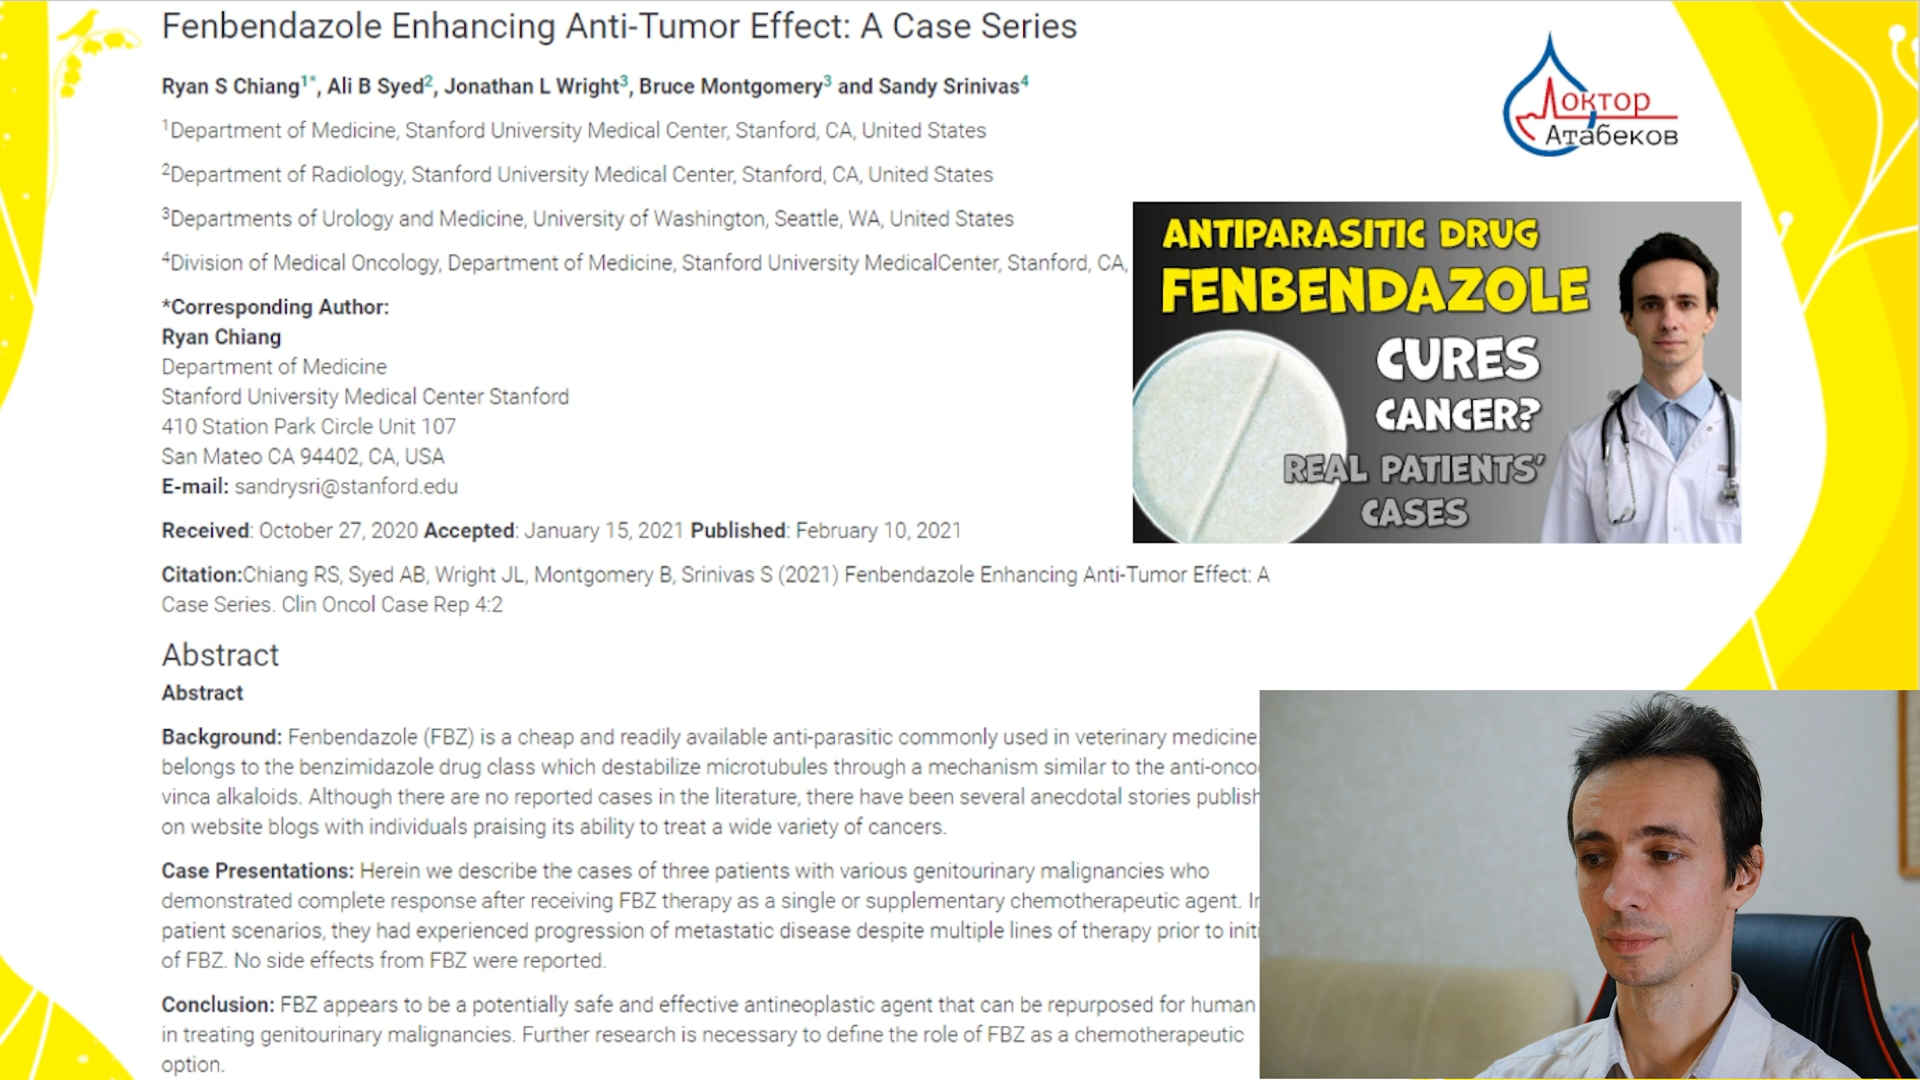 Fenbendazole Enhancing Anti-Tumor Effect: A Case Series
Ryan S Chiang1*, Ali B Syed2, Jonathan L Wright3, Bruce Montgomery3 and Sandy Srinivas4
1Department of Medicine, Stanford University Medical Center, Stanford, CA, United States
2Department of Radiology, Stanford University Medical Center, Stanford, CA, United States
3Departments of Urology and Medicine, University of Washington, Seattle, WA, United States
4Division of Medical Oncology, Department of Medicine, Stanford University MedicalCenter, Stanford, CA,
*Corresponding Author:
Ryan Chiang
Department of Medicine
Stanford University Medical Center Stanford
410 Station Park Circle Unit 107
San Mateo CA 94402, CA, USA
E-mail: sandrysri@stanford.edu
Received: October 27, 2020 Accepted: January 15, 2021 Published: February 10, 2021
Citation:Chiang RS, Syed AB, Wright JL, Montgomery B, Srinivas S (2021) Fenbendazole Enhancing Anti-Tumor Effect: A
Case Series. Clin Oncol Case Rep 4:2
Abstract
Abstract
Background: Fenbendazole (FBZ) is a cheap and readily available anti-parasitic commonly used in veterinary medicine.
belongs to the benzimidazole drug class which destabilize microtubules through a mechanism similar to the anti-onco
vinca alkaloids. Although there are no reported cases in the literature, there have been several anecdotal stories publish
on website blogs with individuals praising its ability to treat a wide variety of cancers.
Case Presentations: Herein we describe the cases of three patients with various genitourinary malignancies who
demonstrated complete response after receiving FBZ therapy as a single or supplementary chemotherapeutic agent. In
patient scenarios, they had experienced progression of metastatic disease despite multiple lines of therapy prior to initi
of FBZ. No side effects from FBZ were reported.
Conclusion: FBZ appears to be a potentially safe and effective antineoplastic agent that can be repurposed for human
in treating genitourinary malignancies. Further research is necessary to define the role of FBZ as a chemotherapeutic
option.
Доктор
Атабеков
ANTIPARASITIC DRUG
FENBENDAZOLE
CURES
CANCER?
REAL PATIENTS'
CASES